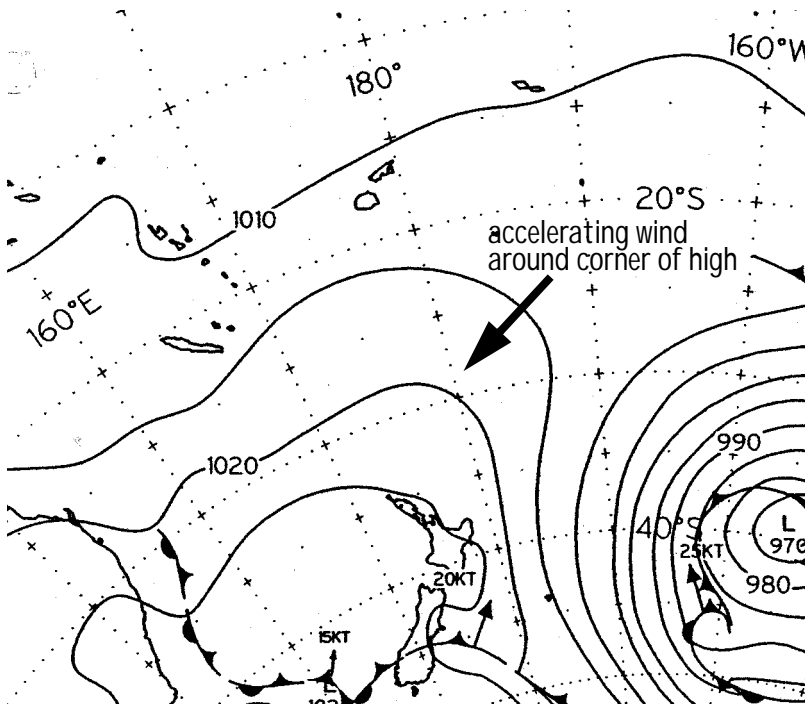 160°W
180°
20°S
1010
accelerating wind
around corner of high
160°E
990
1020
L
40°S
970
25KT
20KT
980
15KT
L